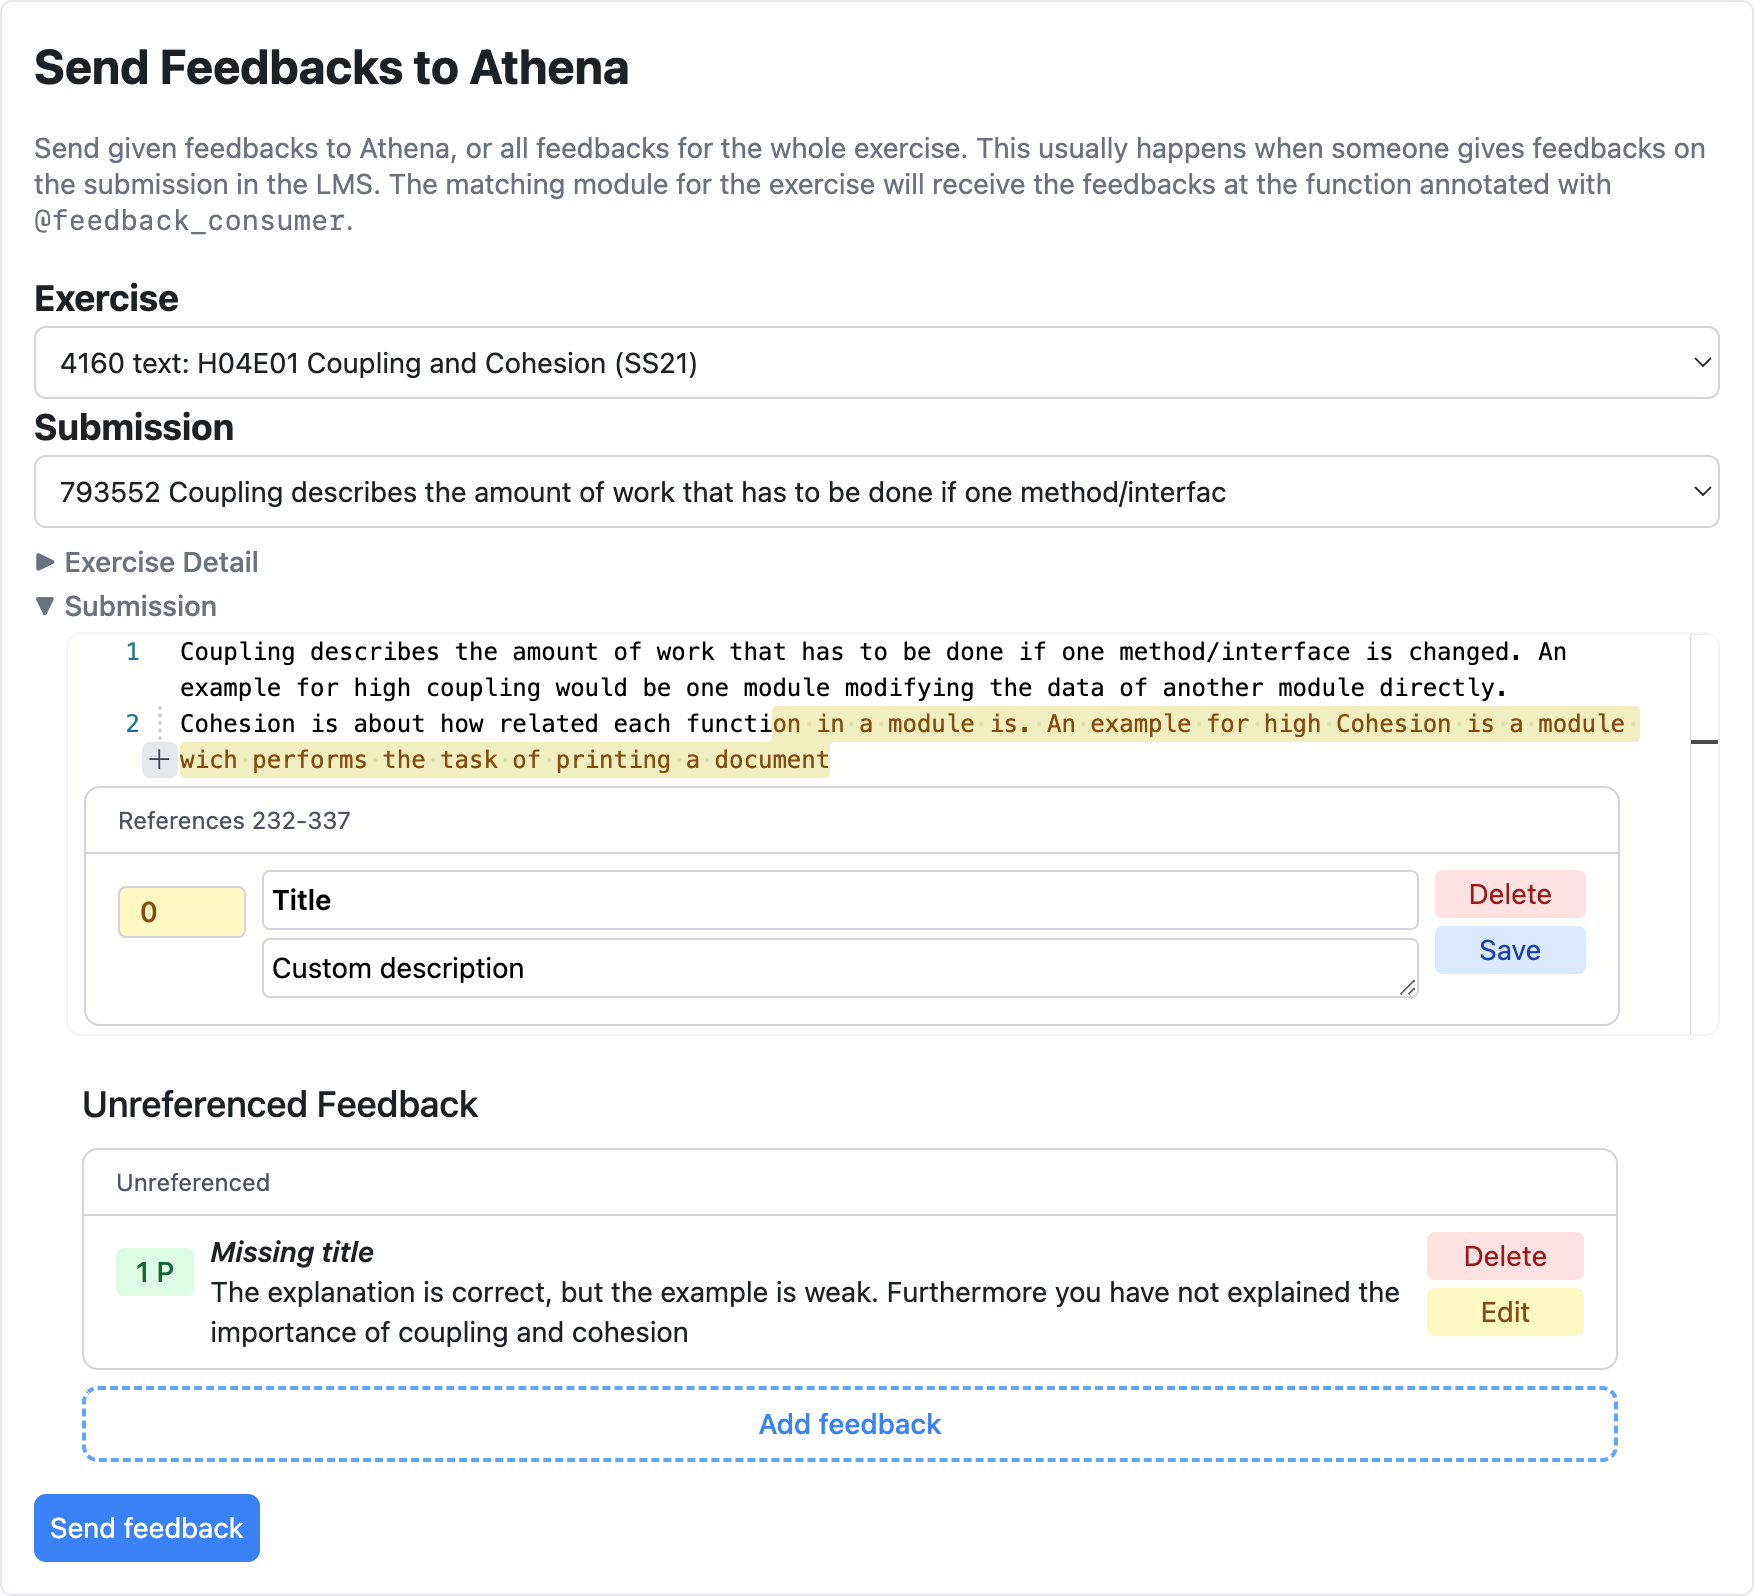 Send Feedbacks to Athena
Send given feedbacks to Athena, or all feedbacks for the whole exercise. This usually happens when someone gives feedbacks on
the submission in the LMS. The matching module for the exercise will receive the feedbacks at the function annotated with
@feedback_consumer.
Exercise
4160 text: H04E01 Coupling and Cohesion (SS21)
Submission
793552 Coupling describes the amount of work that has to be done if one method/interfac
Exercise Detail
Submission
1 Coupling describes the amount of work that has to be done if one method/interface is changed. An
example for high coupling would be one module modifying the data of another module directly.
2 Cohesion is about how related each function in a module is. An example for high Cohesion is a module
+ wich performs the task of printing a document
References 232-337
0 Title Delete
Custom description Save
Unreferenced Feedback
Unreferenced
1 P Missing title Delete
The explanation is correct, but the example is weak. Furthermore you have not explained the Edit
importance of coupling and cohesion
Add feedback
Send feedback